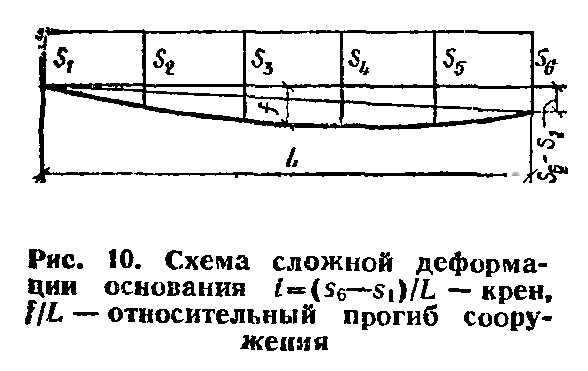 S₁ S₂ S₃ S₄ S₅ S₆
f
S₆ – S₁
L
Рис. 10. Схема сложной деформа-
ции основания i=(s₆—s₁)/L — крен,
f/L — относительный прогиб соору-
жения